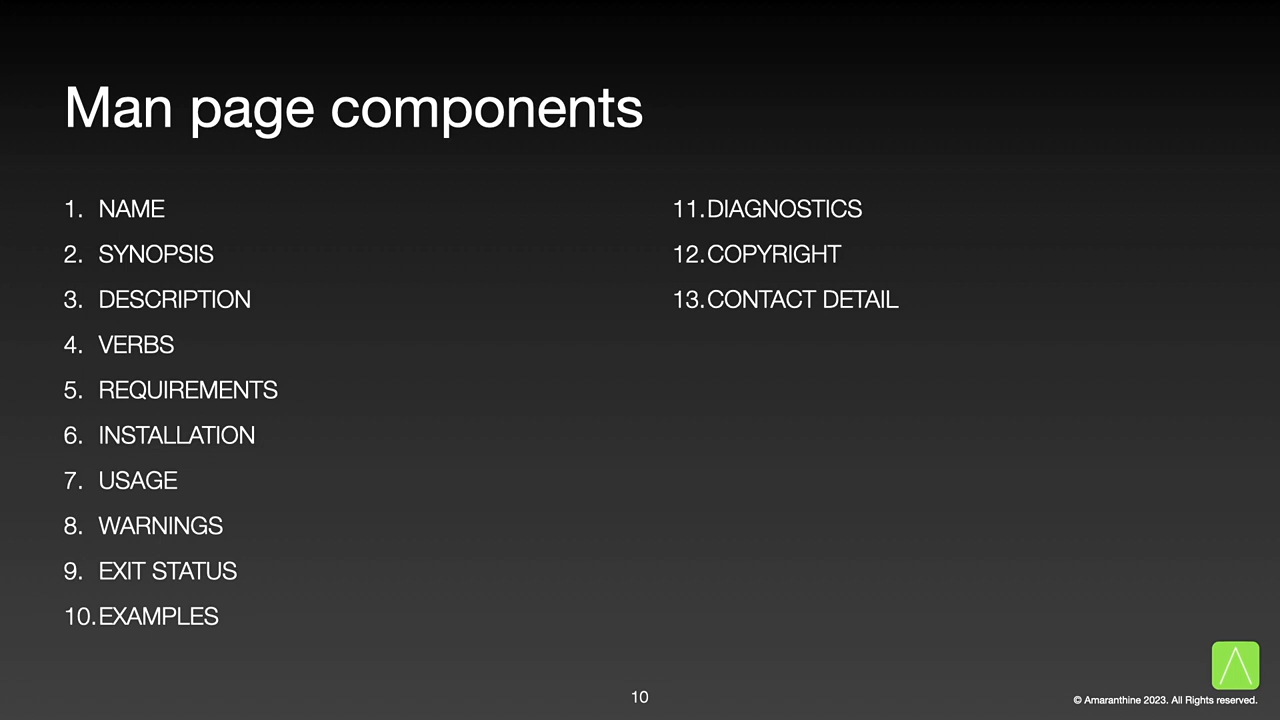 Man page components
1. NAME
2. SYNOPSIS
3. DESCRIPTION
4. VERBS
5. REQUIREMENTS
6. INSTALLATION
7. USAGE
8. WARNINGS
9. EXIT STATUS
10. EXAMPLES
11. DIAGNOSTICS
12. COPYRIGHT
13. CONTACT DETAIL
10
© Amaranthine 2023. All Rights reserved.